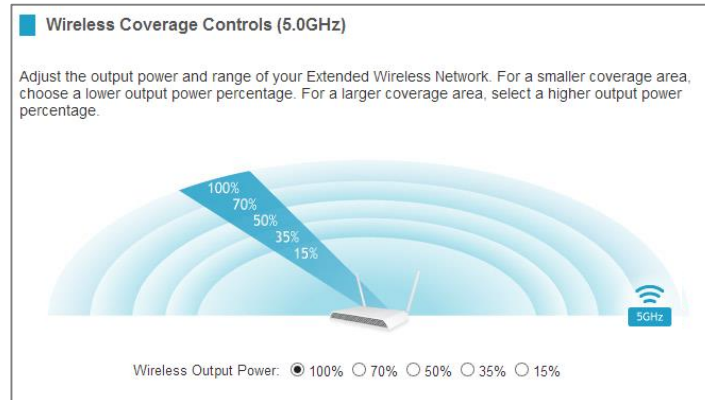 Wireless Coverage Controls (5.0GHz)
Adjust the output power and range of your Extended Wireless Network. For a smaller coverage area,
choose a lower output power percentage. For a larger coverage area, select a higher output power
percentage.
100%
70%
50%
35%
15%
5GHz
Wireless Output Power: 100% 70% 50% 35% 15%